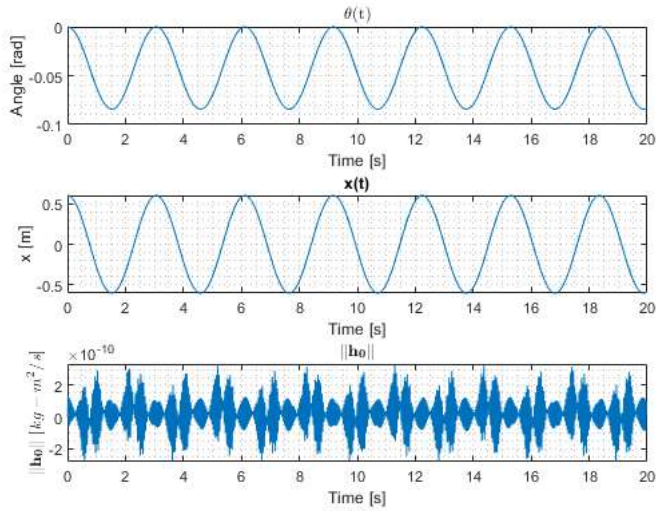 θ(t)
0
-0.05
-0.1
Angle [rad]
0 2 4 6 8 10 12 14 16 18 20
Time [s]
x(t)
0.5
0
-0.5
x [m]
0 2 4 6 8 10 12 14 16 18 20
Time [s]
×10⁻¹⁰ ||h₀||
2
0
-2
||h₀|| [kg − m²/s]
0 2 4 6 8 10 12 14 16 18 20
Time [s]